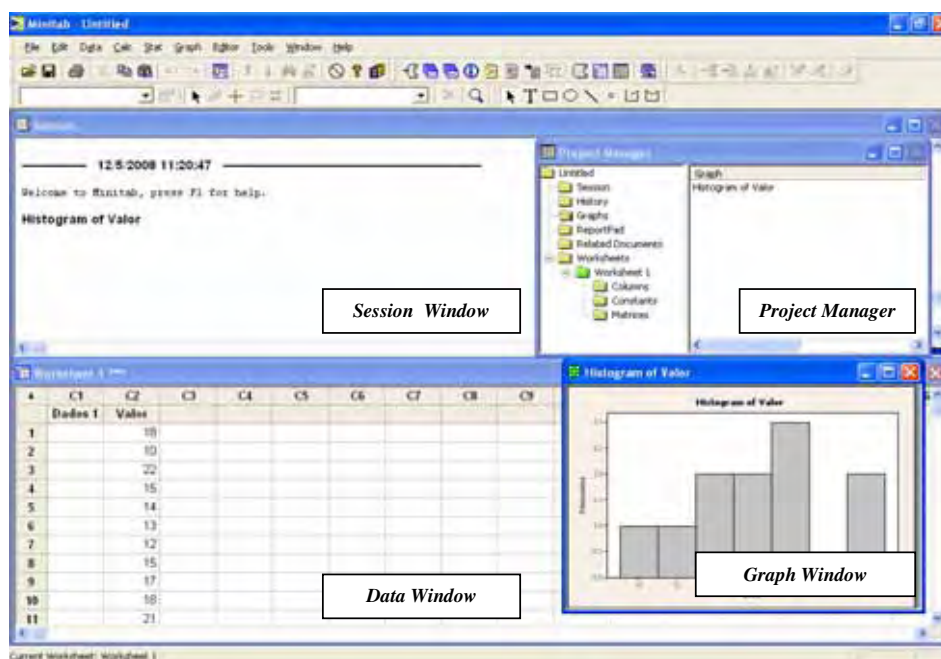 Minitab - Untitled
File Edit Data Calc Stat Graph Editor Tools Window Help
Session
12/5/2008 11:20:47
Welcome to Minitab, press F1 for help.
Histogram of Valor
Session Window
Project Manager
Untitled
Session
History
Graphs
ReportPad
Related Documents
Worksheets
Worksheet 1
Columns
Constants
Matrices
Graph
Histogram of Valor
Project Manager
Worksheet 1 ***
C1 C2 C3 C4 C5 C6 C7 C8 C9
Dados 1 Valor
1 18
2 10
3 22
4 15
5 14
6 13
7 12
8 15
9 17
10 18
11 21
Data Window
Histogram of Valor
Histogram of Valor
Graph Window
Current Worksheet: Worksheet 1